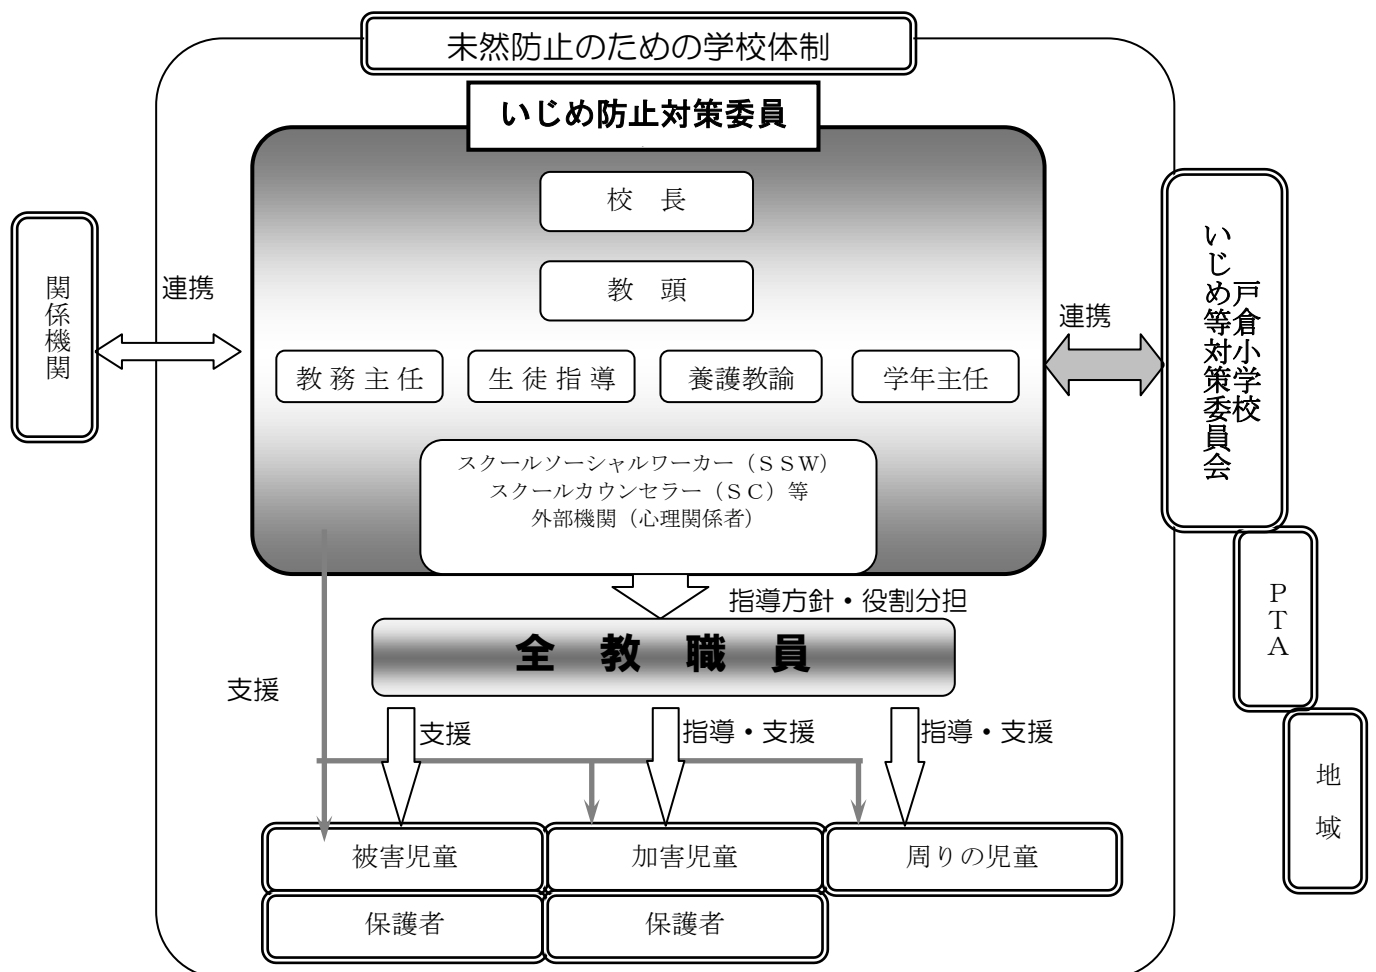 未然防止のための学校体制
いじめ防止対策委員
校　長
教　頭
教 務 主 任
生 徒 指 導
養護教諭
学年主任
スクールソーシャルワーカー（ＳＳＷ）
スクールカウンセラー（ＳＣ）等
外部機関（心理関係者）
関係機関
連携
連携
戸倉小学校
いじめ等対策委員会
ＰＴＡ
地　域
指導方針・役割分担
全 教 職 員
支援
支援
指導・支援
指導・支援
被害児童
加害児童
周りの児童
保護者
保護者